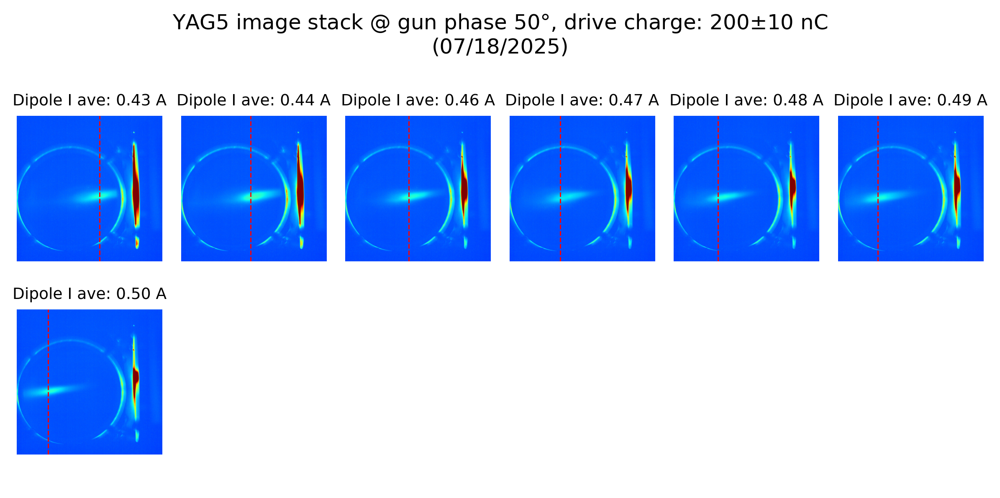 YAG5 image stack @ gun phase 50°, drive charge: 200±10 nC
(07/18/2025)
Dipole I ave: 0.43 A
Dipole I ave: 0.44 A
Dipole I ave: 0.46 A
Dipole I ave: 0.47 A
Dipole I ave: 0.48 A
Dipole I ave: 0.49 A
Dipole I ave: 0.50 A